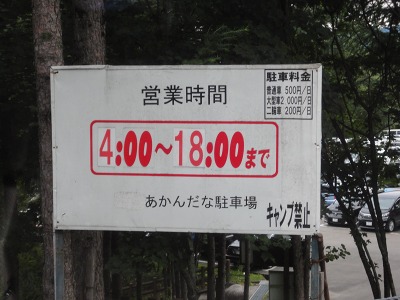 営業時間
駐車料金
普通車 500円/日
大型車2 000円/日
二輪車 200円/日
4:00～18:00まで
あかんだな駐車場
キャンプ禁止